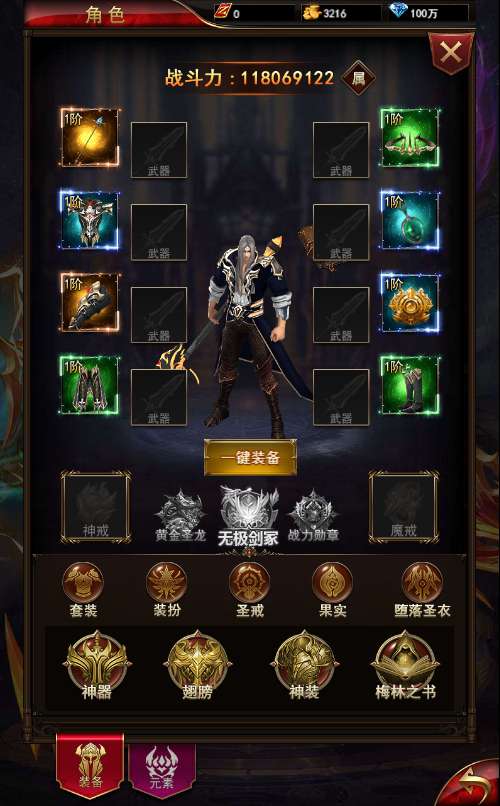 角色
0
3216
100万
战斗力：118069122
属
1阶
武器
武器
1阶
1阶
武器
武器
1阶
1阶
武器
武器
1阶
1阶
武器
武器
1阶
一键装备
神戒
黄金圣龙
无极剑冢
战力勋章
魔戒
套装
装扮
圣戒
果实
堕落圣衣
神器
翅膀
神装
梅林之书
装备
元素